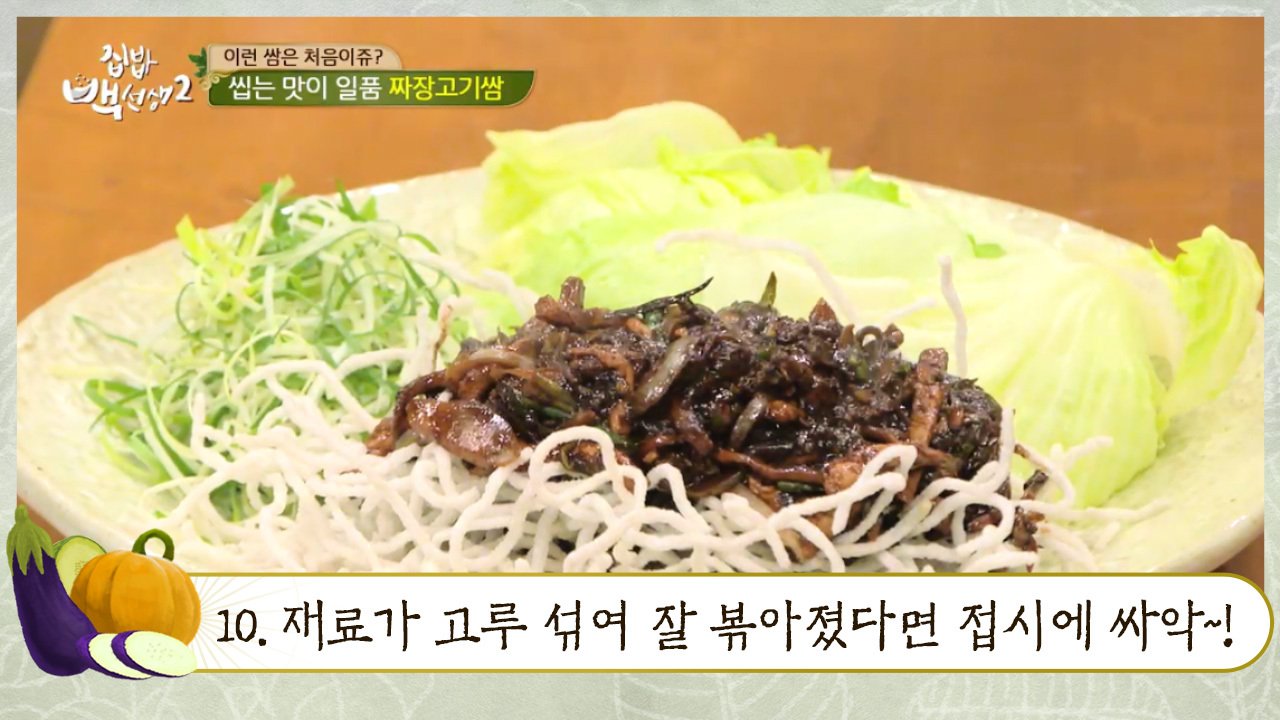 집밥
백선생2
이런 쌈은 처음이쥬?
씹는 맛이 일품 짜장고기쌈
10. 재료가 고루 섞여 잘 볶아졌다면 접시에 싸악~!